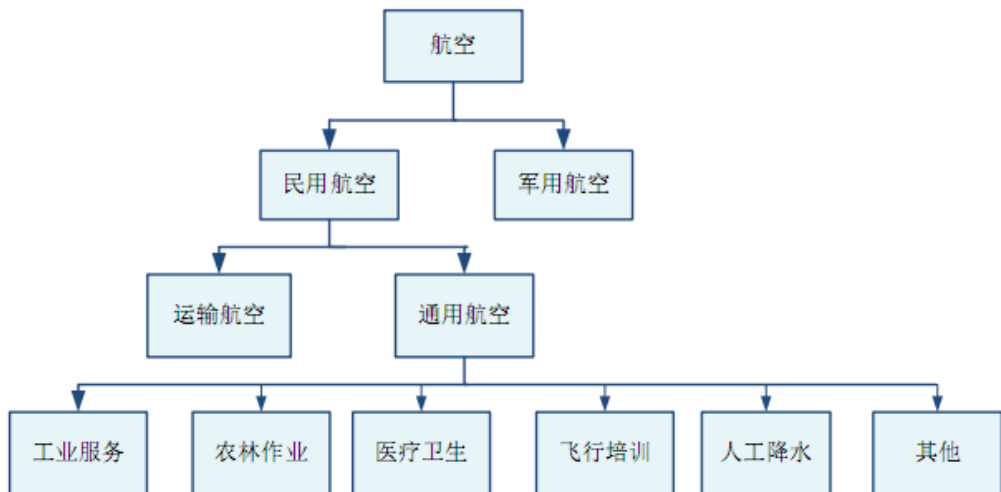 航空
民用航空
军用航空
运输航空
通用航空
工业服务
农林作业
医疗卫生
飞行培训
人工降水
其他